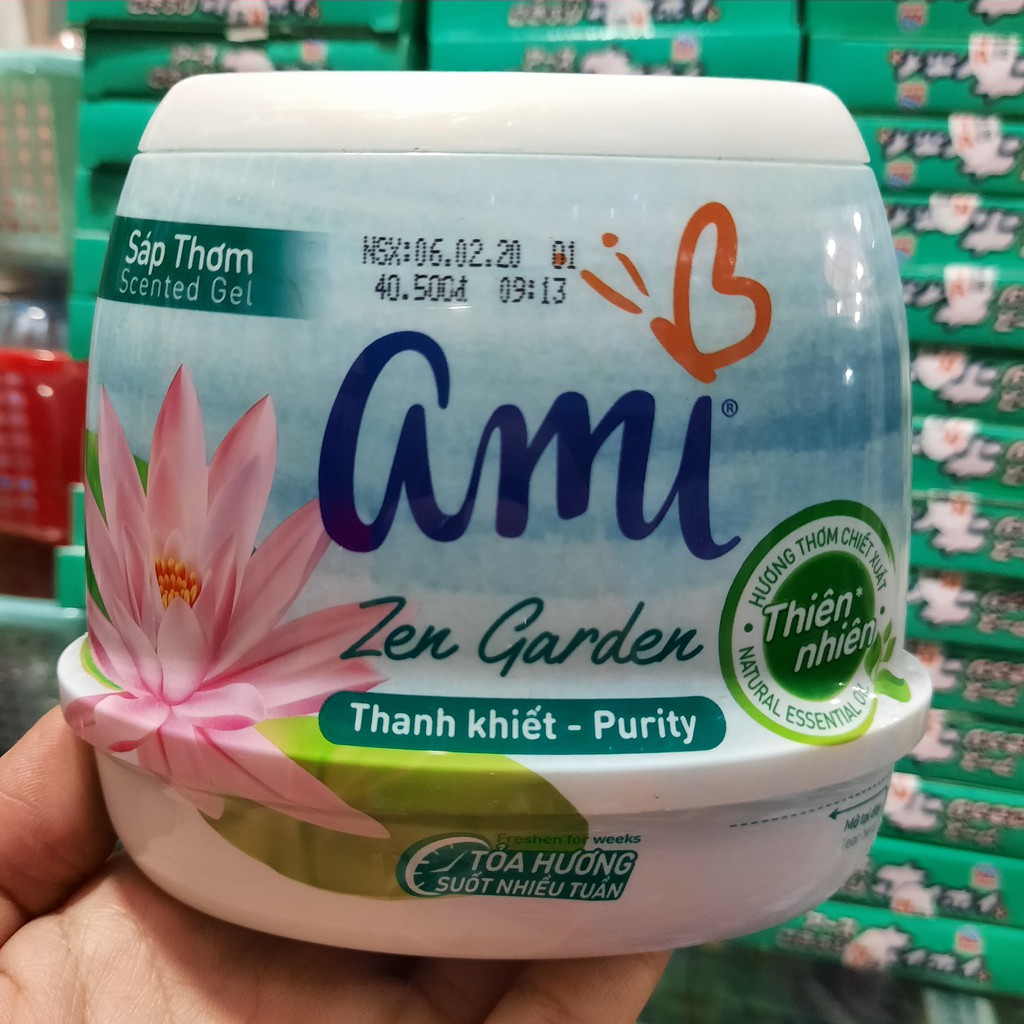 Sáp Thơm
Scented Gel
NSX:06.02.20 01
40.500đ 09:13
ami®
Zen Garden
Thanh khiết - Purity
HƯƠNG THƠM CHIẾT XUẤT
Thiên*
nhiên
NATURAL ESSENTIAL OIL
Freshen for weeks
TỎA HƯƠNG
SUỐT NHIỀU TUẦN